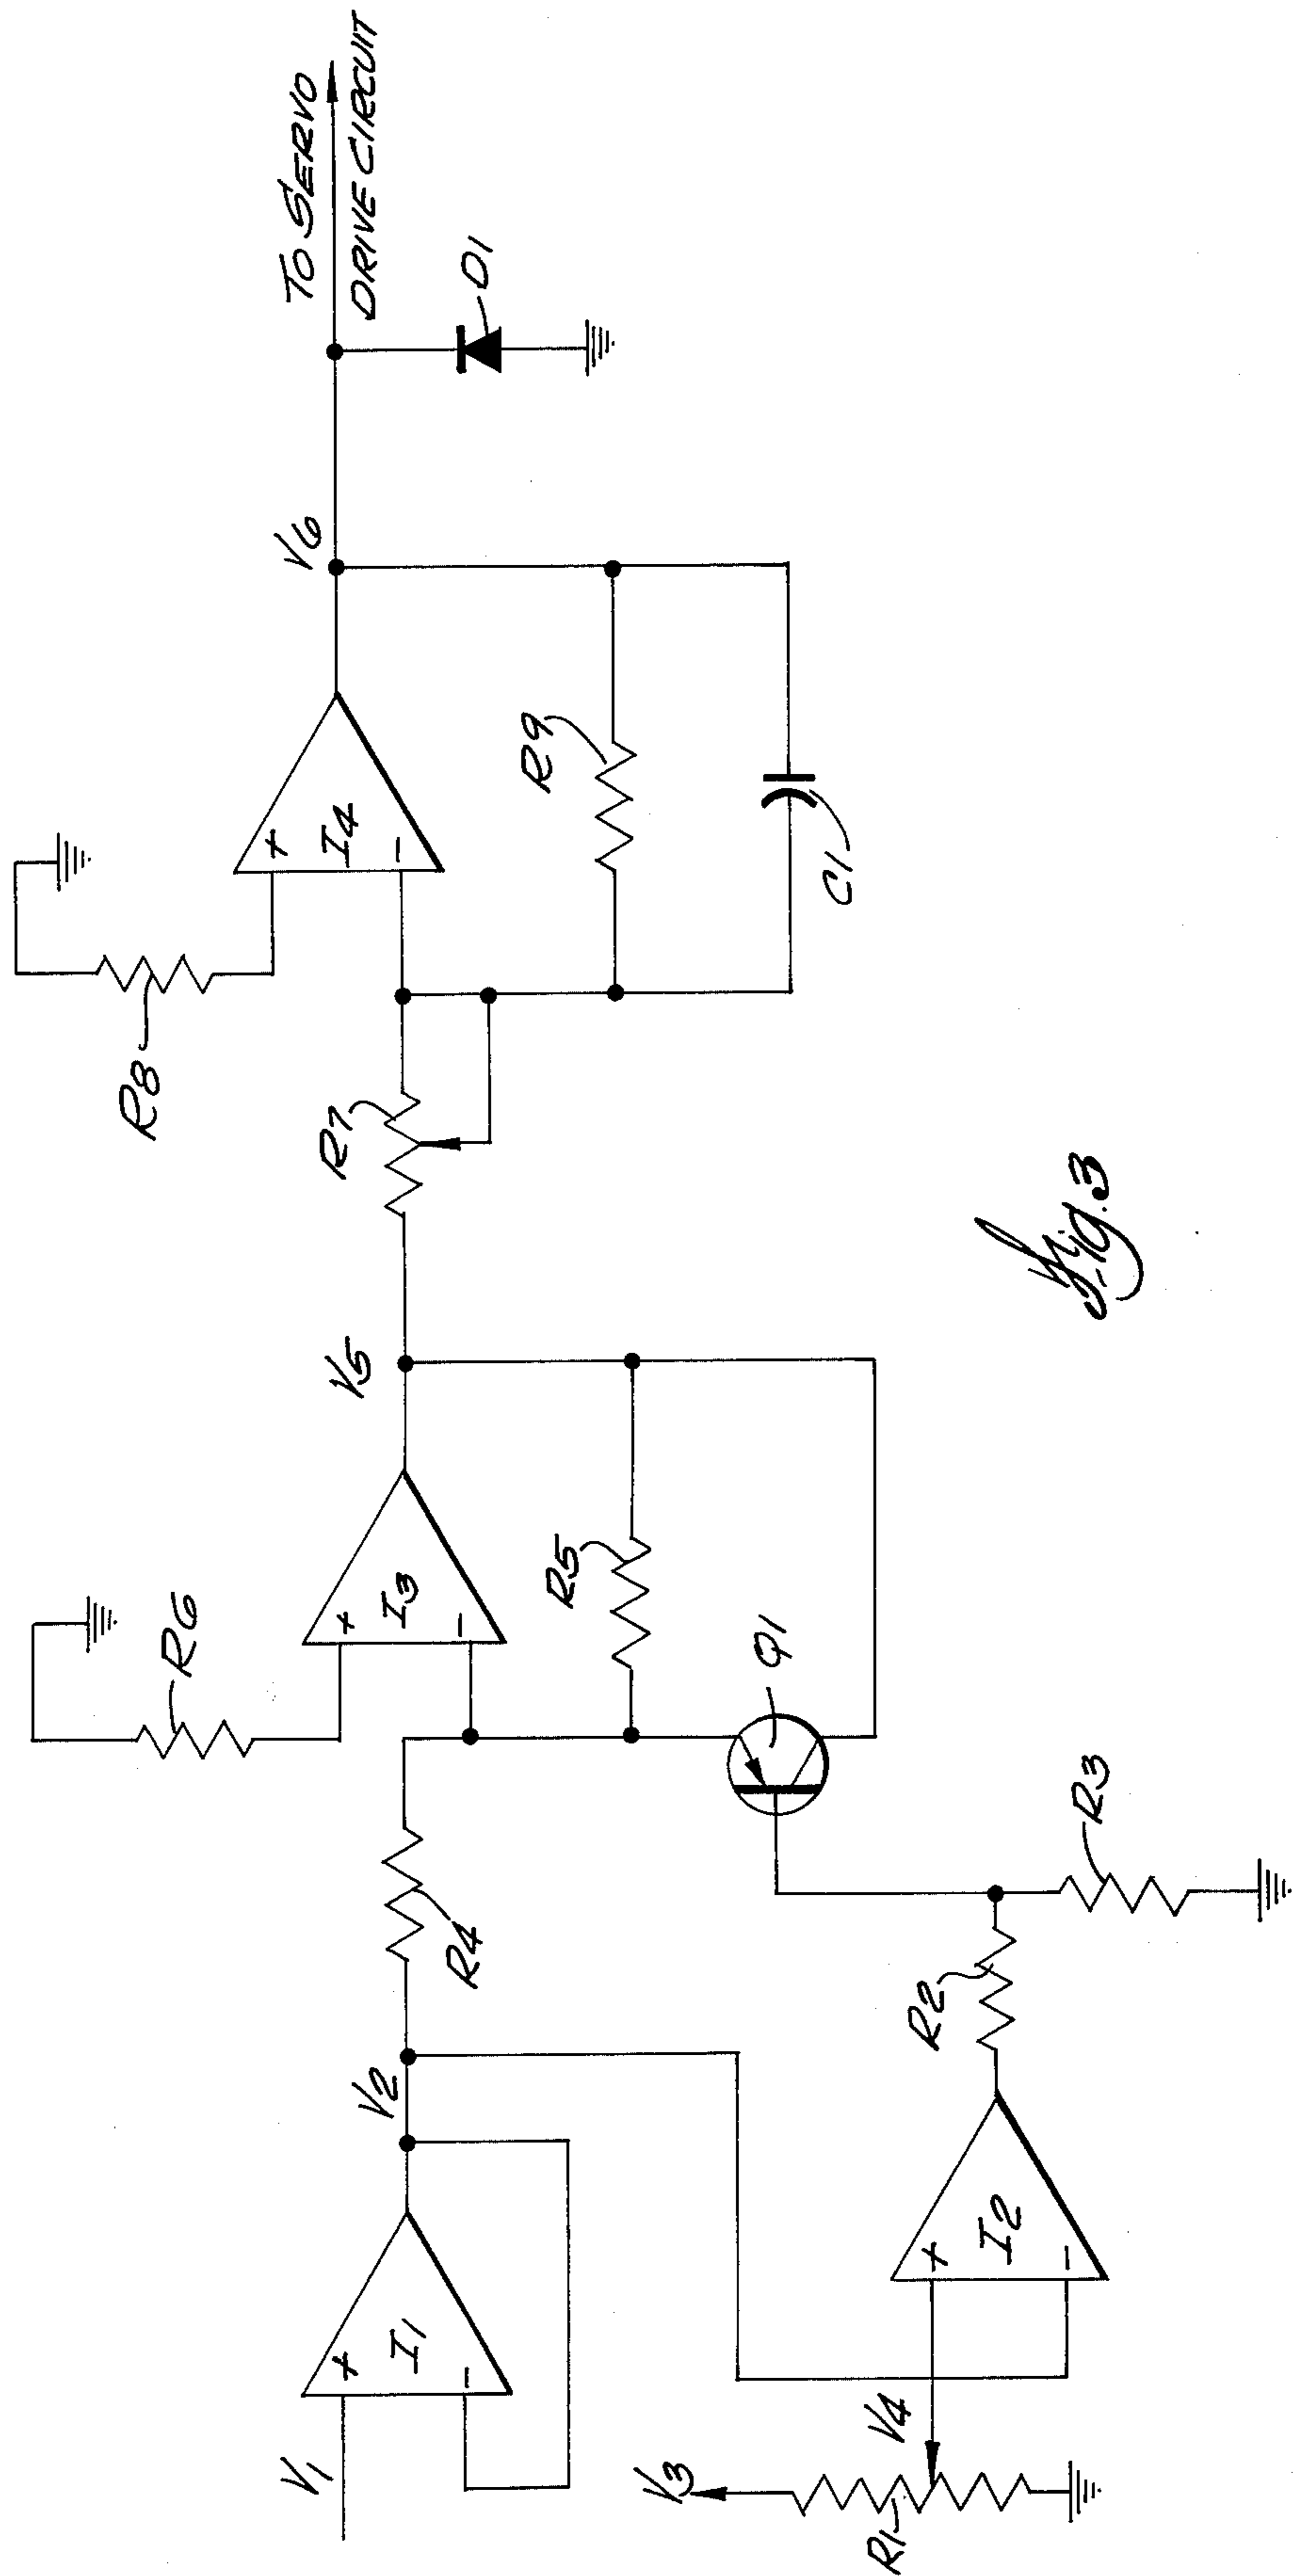 TO SERVO
DRIVE CIRCUIT
D1
V6
I4
+
−
R8
R9
C1
R7
V5
I3
+
−
R6
R5
Q1
R4
R3
R2
V2
I1
+
−
V1
I2
+
−
V4
V3
R1
Fig.3